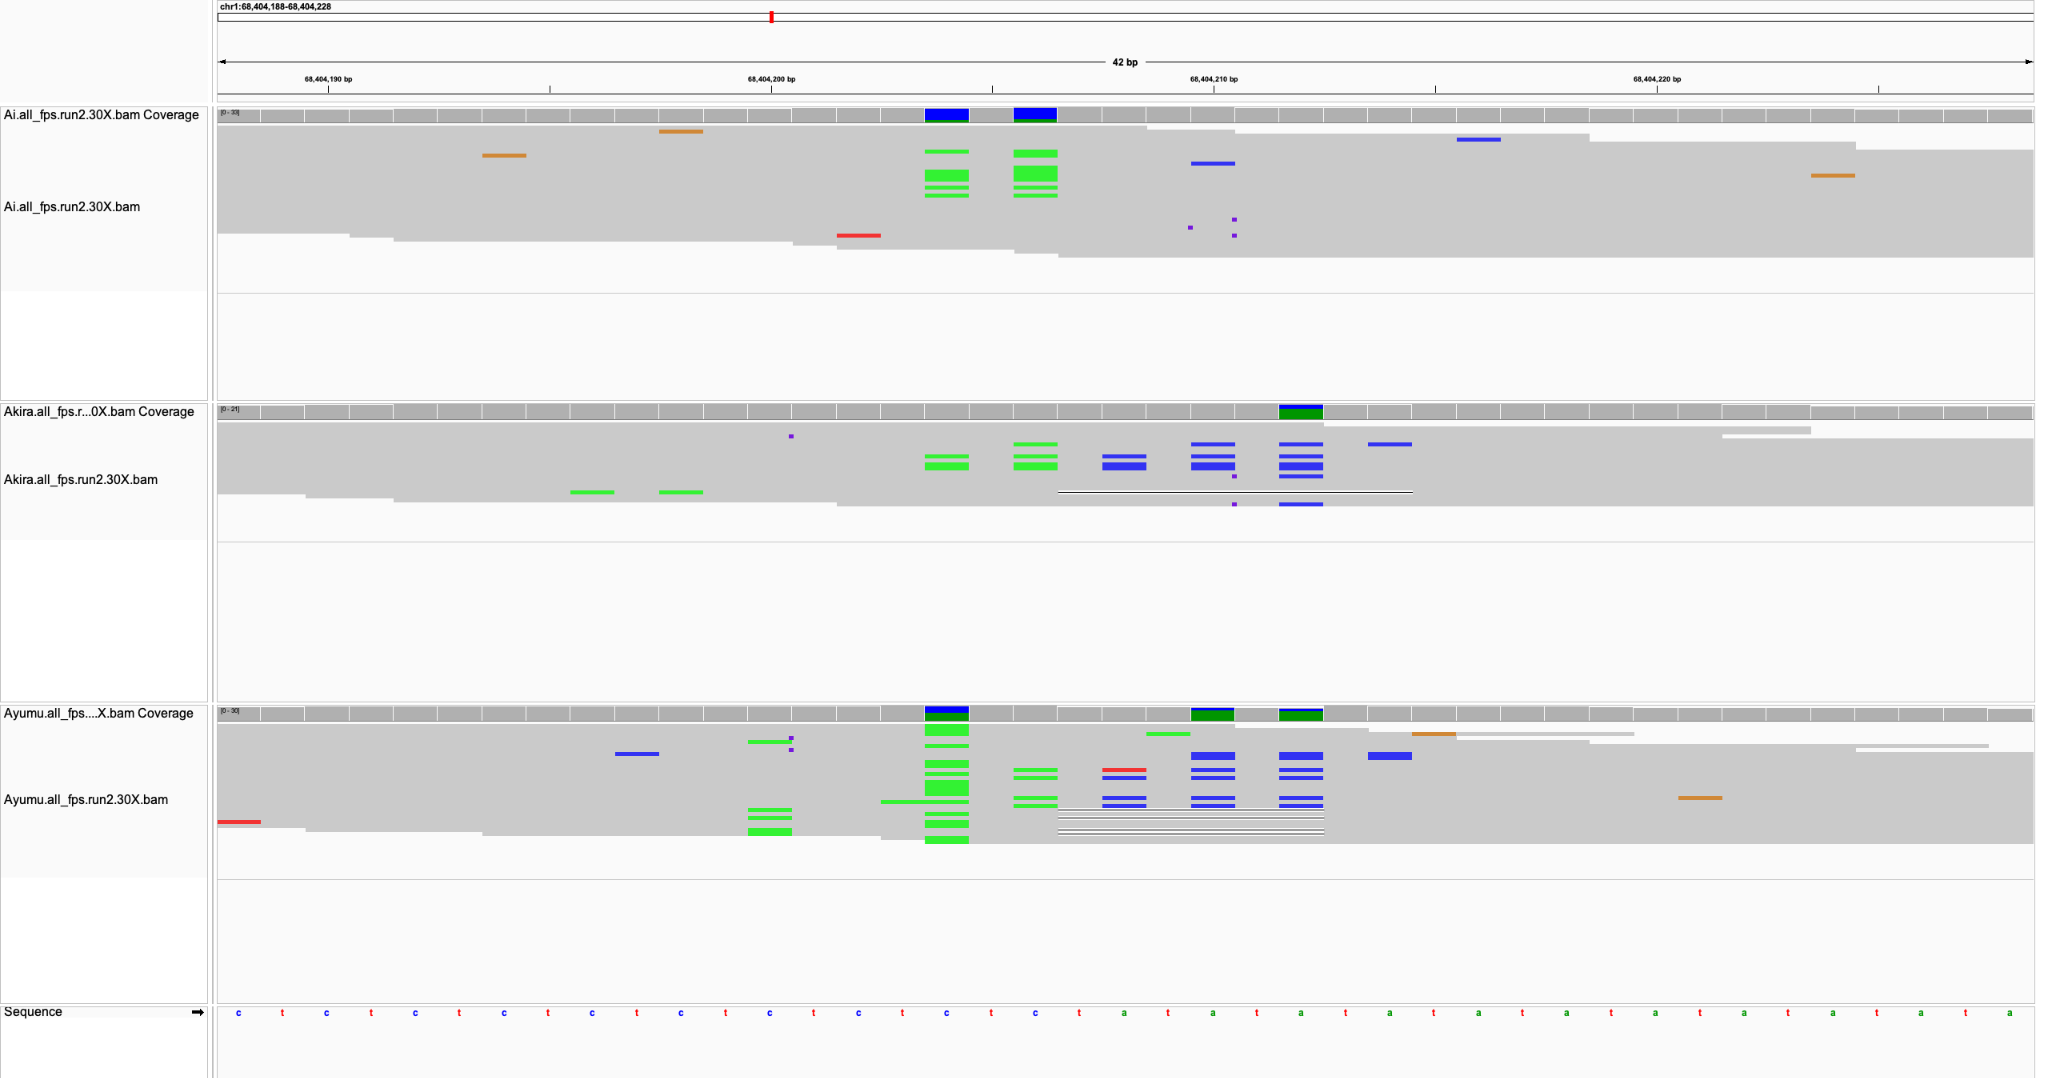 chr1:68,404,188-68,404,228
42 bp
68,404,190 bp 68,404,200 bp 68,404,210 bp 68,404,220 bp
Ai.all_fps.run2.30X.bam Coverage [0 - 33]
Ai.all_fps.run2.30X.bam
Akira.all_fps.r...0X.bam Coverage [0 - 21]
Akira.all_fps.run2.30X.bam
Ayumu.all_fps....X.bam Coverage [0 - 30]
Ayumu.all_fps.run2.30X.bam
Sequence c t c t c t c t c t c t c t c t c t c t a t a t a t a t a t a t a t a t a t a